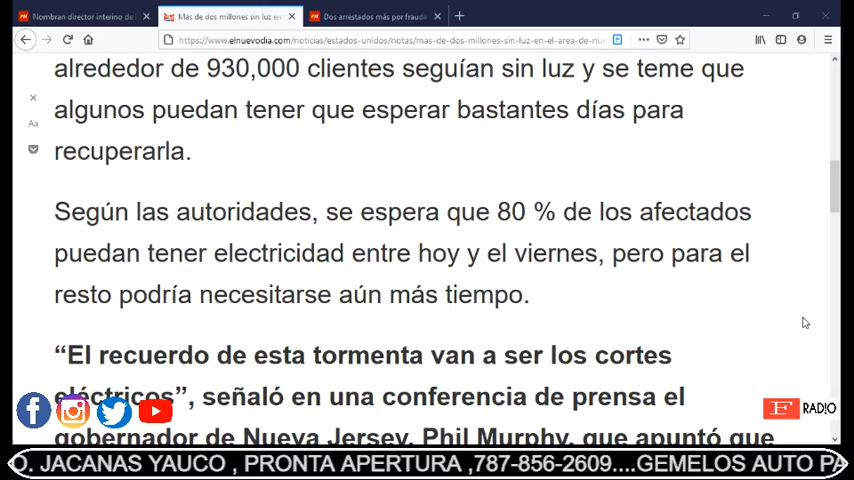 Nombran director interino de
Más de dos millones sin luz en
Dos arrestados más por fraude
https://www.elnuevodia.com/noticias/estados-unidos/notas/mas-de-dos-millones-sin-luz-en-el-area-de-nu
alrededor de 930,000 clientes seguían sin luz y se teme que
algunos puedan tener que esperar bastantes días para
recuperarla.
Según las autoridades, se espera que 80 % de los afectados
puedan tener electricidad entre hoy y el viernes, pero para el
resto podría necesitarse aún más tiempo.
“El recuerdo de esta tormenta van a ser los cortes
eléctricos”, señaló en una conferencia de prensa el
gobernador de Nueva Jersey, Phil Murphy, que apuntó que
Aa
F RADIO
O. JACANAS YAUCO , PRONTA APERTURA ,787-856-2609....GEMELOS AUTO PA